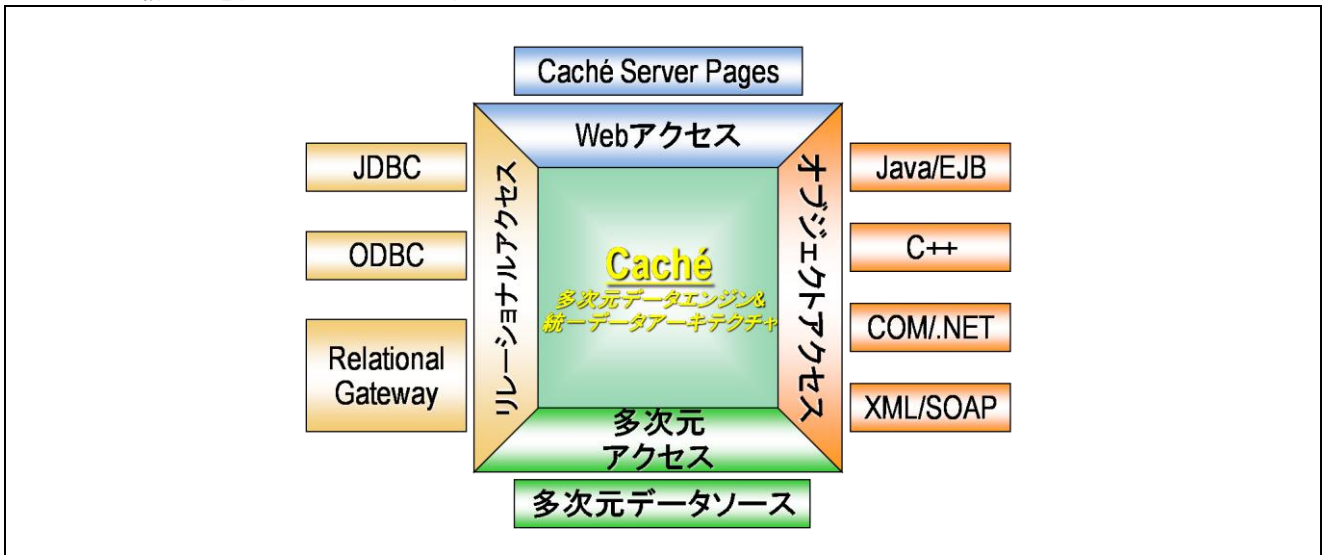 Caché Server Pages
Webアクセス
JDBC
ODBC
Relational
Gateway
リレーショナルアクセス
Caché
多次元データエンジン&
統一データアーキテクチャ
オブジェクトアクセス
Java/EJB
C++
COM/.NET
XML/SOAP
多次元
アクセス
多次元データソース